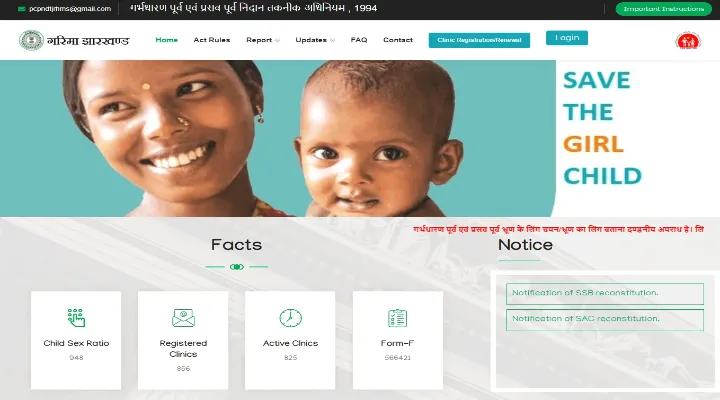 pcpndtjrhms@gmail.com
गर्भधारण पूर्व एवं प्रसव पूर्व निदान तकनीक अधिनियम , 1994
Important Instructions
गरिमा झारखण्ड
Home
Act Rules
Report
Updates
FAQ
Contact
Clinic Registration/Renewal
Login
SAVE
THE
GIRL
CHILD
गर्भधारण पूर्व एवं प्रसव पूर्व भ्रूण के लिंग चयन/भ्रूण का लिंग बताना दण्डनीय अपराध है। लि
Facts
Notice
Notification of SSB reconstitution.
Notification of SAC reconstitution.
Child Sex Ratio
948
Registered
Clinics
856
Active Clnics
825
Form-F
566421